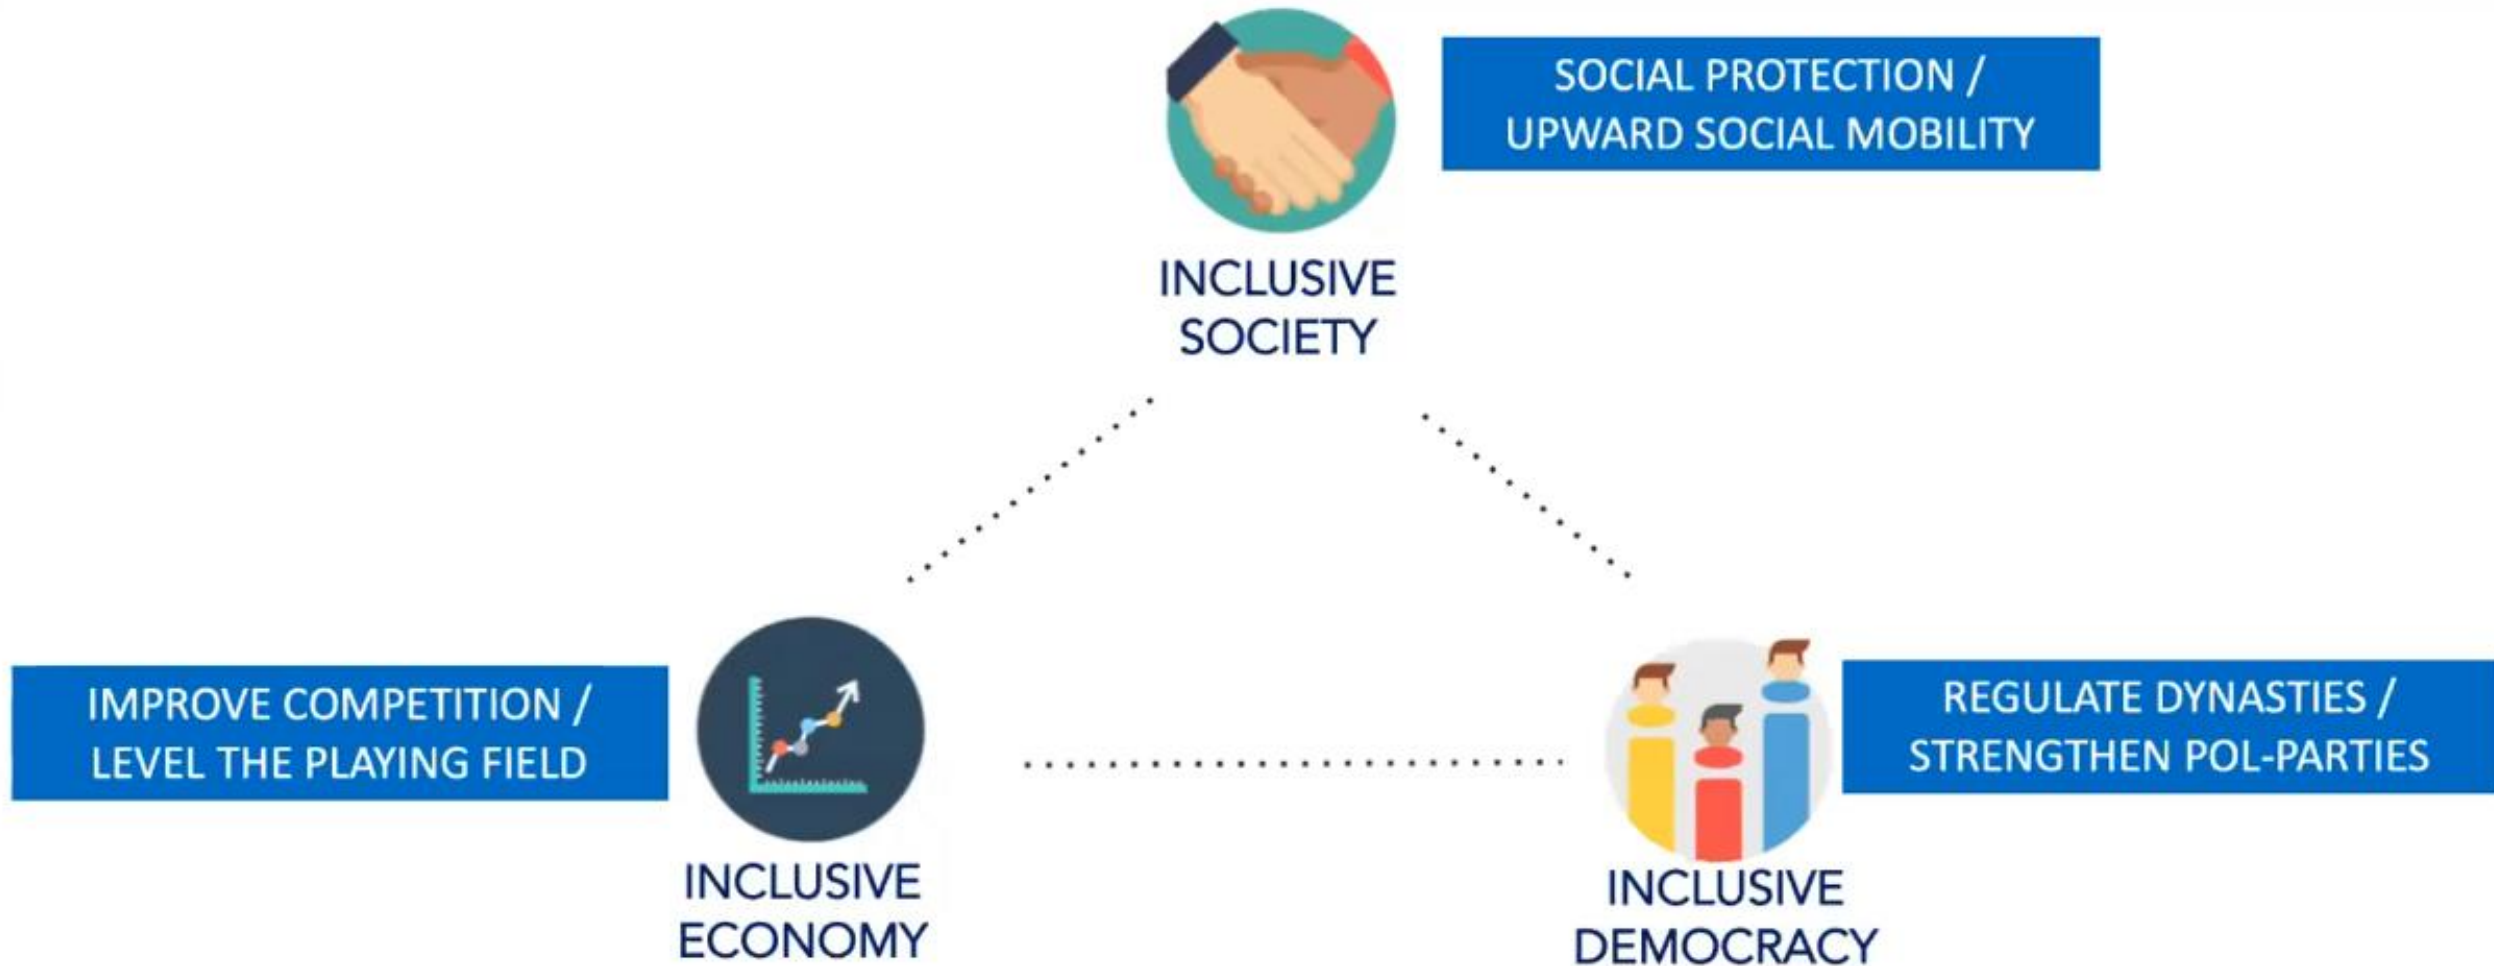 SOCIAL PROTECTION /
UPWARD SOCIAL MOBILITY
INCLUSIVE
SOCIETY
IMPROVE COMPETITION /
LEVEL THE PLAYING FIELD
INCLUSIVE
ECONOMY
REGULATE DYNASTIES /
STRENGTHEN POL-PARTIES
INCLUSIVE
DEMOCRACY